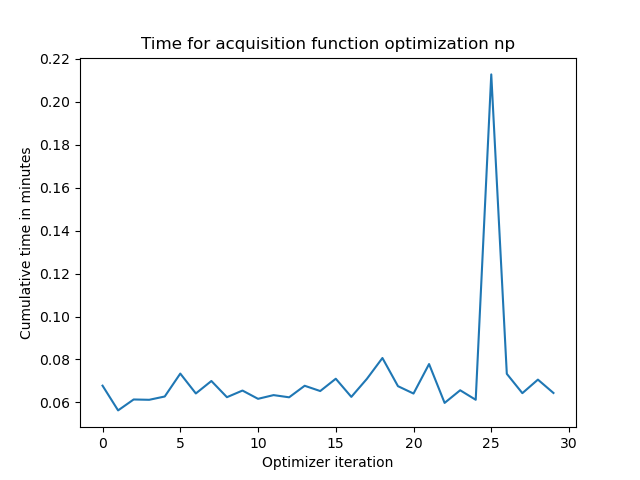 Time for acquisition function optimization np
Cumulative time in minutes
0.22
0.20
0.18
0.16
0.14
0.12
0.10
0.08
0.06
0 5 10 15 20 25 30
Optimizer iteration